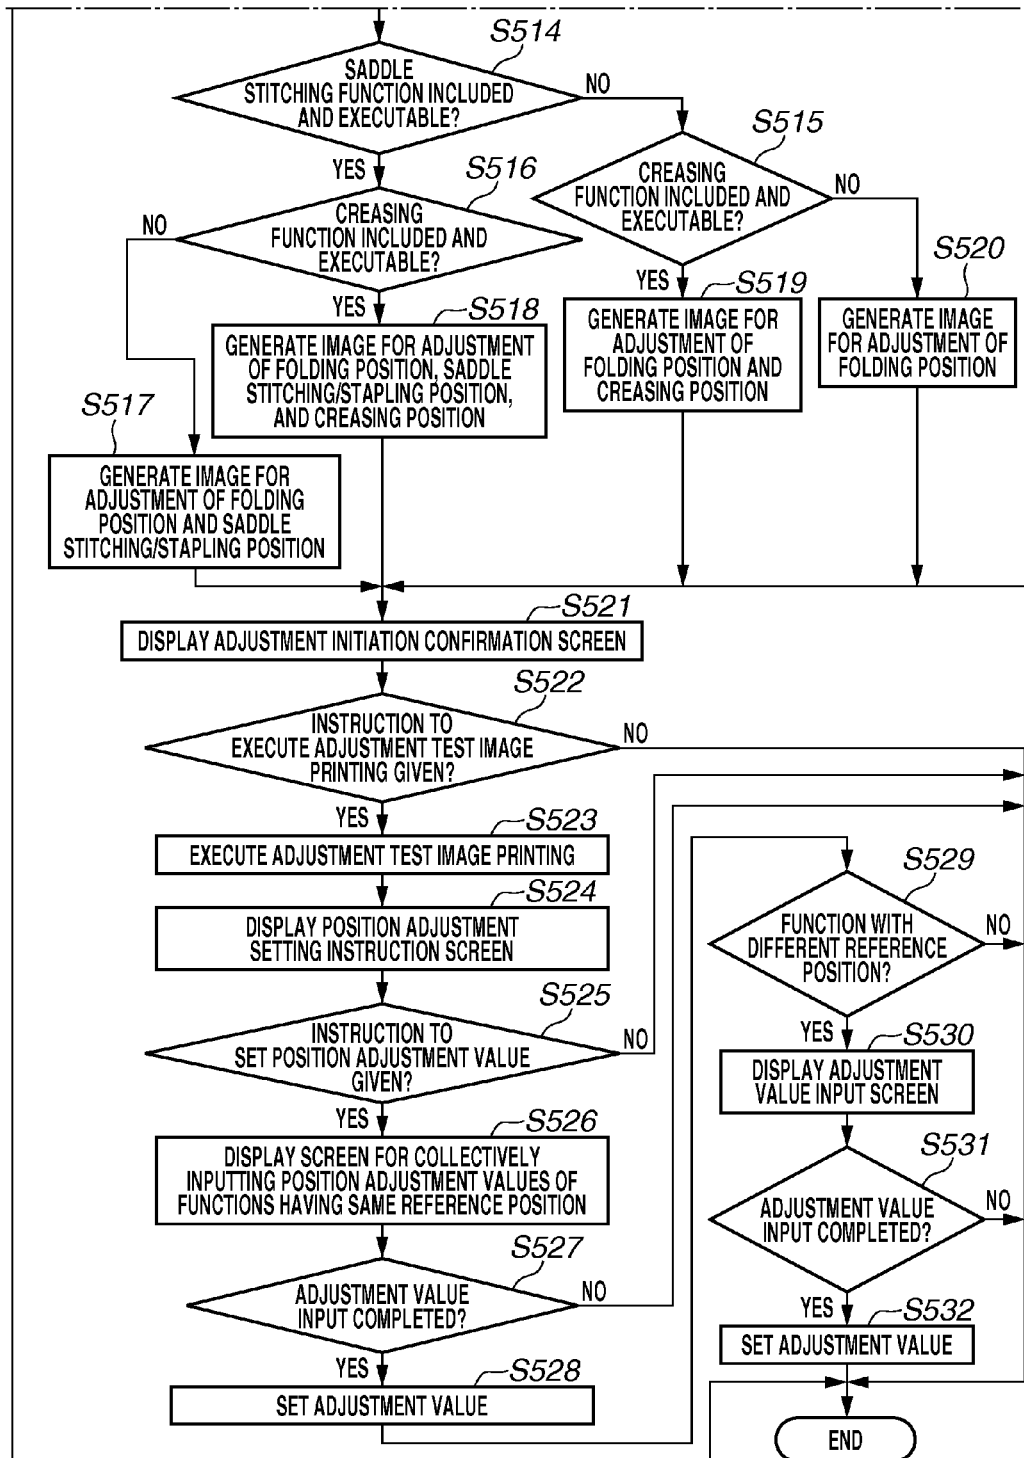 S514
SADDLE
STITCHING FUNCTION INCLUDED
AND EXECUTABLE?
NO
YES
S515
CREASING
FUNCTION INCLUDED AND
EXECUTABLE?
NO
YES
S516
CREASING
FUNCTION INCLUDED AND
EXECUTABLE?
NO
YES
S520
GENERATE IMAGE
FOR ADJUSTMENT OF
FOLDING POSITION
S519
GENERATE IMAGE FOR
ADJUSTMENT OF
FOLDING POSITION AND
CREASING POSITION
S518
GENERATE IMAGE FOR ADJUSTMENT
OF FOLDING POSITION, SADDLE
STITCHING/STAPLING POSITION,
AND CREASING POSITION
S517
GENERATE IMAGE FOR
ADJUSTMENT OF FOLDING
POSITION AND SADDLE
STITCHING/STAPLING POSITION
S521
DISPLAY ADJUSTMENT INITIATION CONFIRMATION SCREEN
S522
INSTRUCTION TO
EXECUTE ADJUSTMENT TEST IMAGE
PRINTING GIVEN?
NO
YES
S523
EXECUTE ADJUSTMENT TEST IMAGE PRINTING
S524
DISPLAY POSITION ADJUSTMENT
SETTING INSTRUCTION SCREEN
S525
INSTRUCTION TO
SET POSITION ADJUSTMENT VALUE
GIVEN?
NO
YES
S526
DISPLAY SCREEN FOR COLLECTIVELY
INPUTTING POSITION ADJUSTMENT VALUES OF
FUNCTIONS HAVING SAME REFERENCE POSITION
S527
ADJUSTMENT VALUE
INPUT COMPLETED?
NO
YES
S528
SET ADJUSTMENT VALUE
S529
FUNCTION WITH
DIFFERENT REFERENCE
POSITION?
NO
YES
S530
DISPLAY ADJUSTMENT
VALUE INPUT SCREEN
S531
ADJUSTMENT VALUE
INPUT COMPLETED?
NO
YES
S532
SET ADJUSTMENT VALUE
END